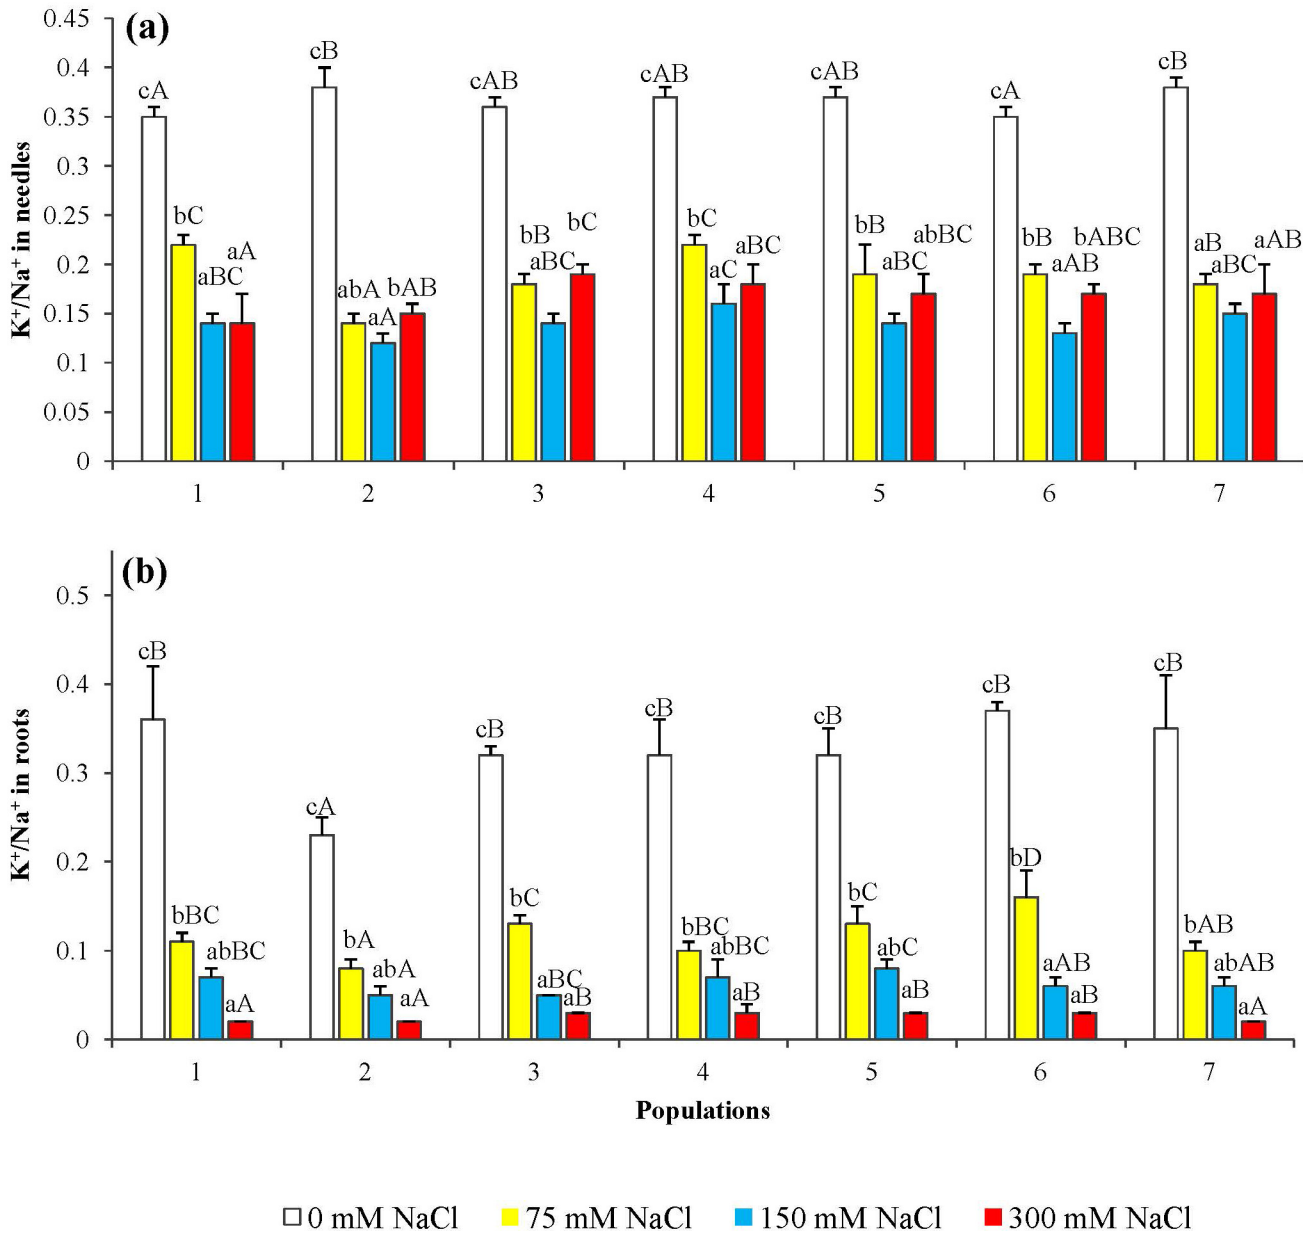 (a)
K⁺/Na⁺ in needles
0.45
0.4
0.35
0.3
0.25
0.2
0.15
0.1
0.05
0
cA bC aBC aA
cB abA aA bAB
cAB bB aBC bC
cAB bC aC aBC
cAB bB aBC abBC
cA bB aAB bABC
cB aB aBC aAB
1 2 3 4 5 6 7
(b)
K⁺/Na⁺ in roots
0.5
0.4
0.3
0.2
0.1
0
cB bBC abBC aA
cA bA abA aA
cB bC aBC aB
cB bBC abBC aB
cB bC abC aB
cB bD aAB aB
cB bAB abAB aA
1 2 3 4 5 6 7
Populations
0 mM NaCl 75 mM NaCl 150 mM NaCl 300 mM NaCl